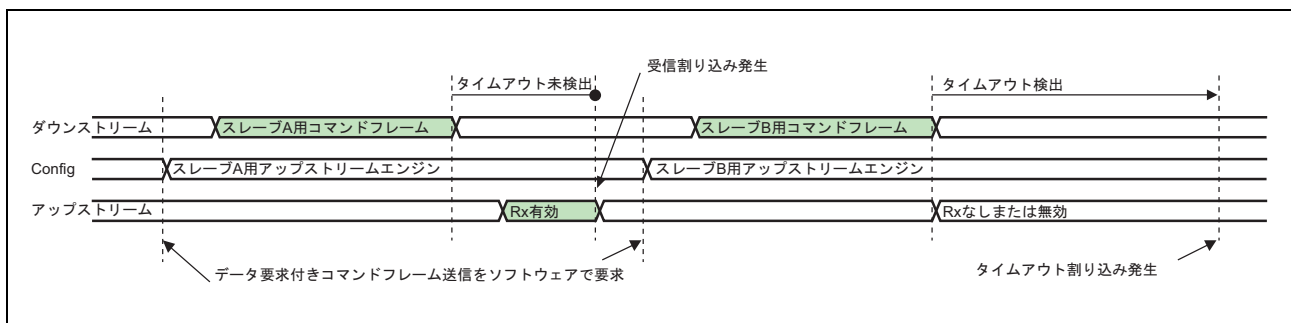 受信割り込み発生
タイムアウト未検出
タイムアウト検出
ダウンストリーム
スレーブA用コマンドフレーム
スレーブB用コマンドフレーム
Config
スレーブA用アップストリームエンジン
スレーブB用アップストリームエンジン
アップストリーム
Rx有効
Rxなしまたは無効
データ要求付きコマンドフレーム送信をソフトウェアで要求
タイムアウト割り込み発生